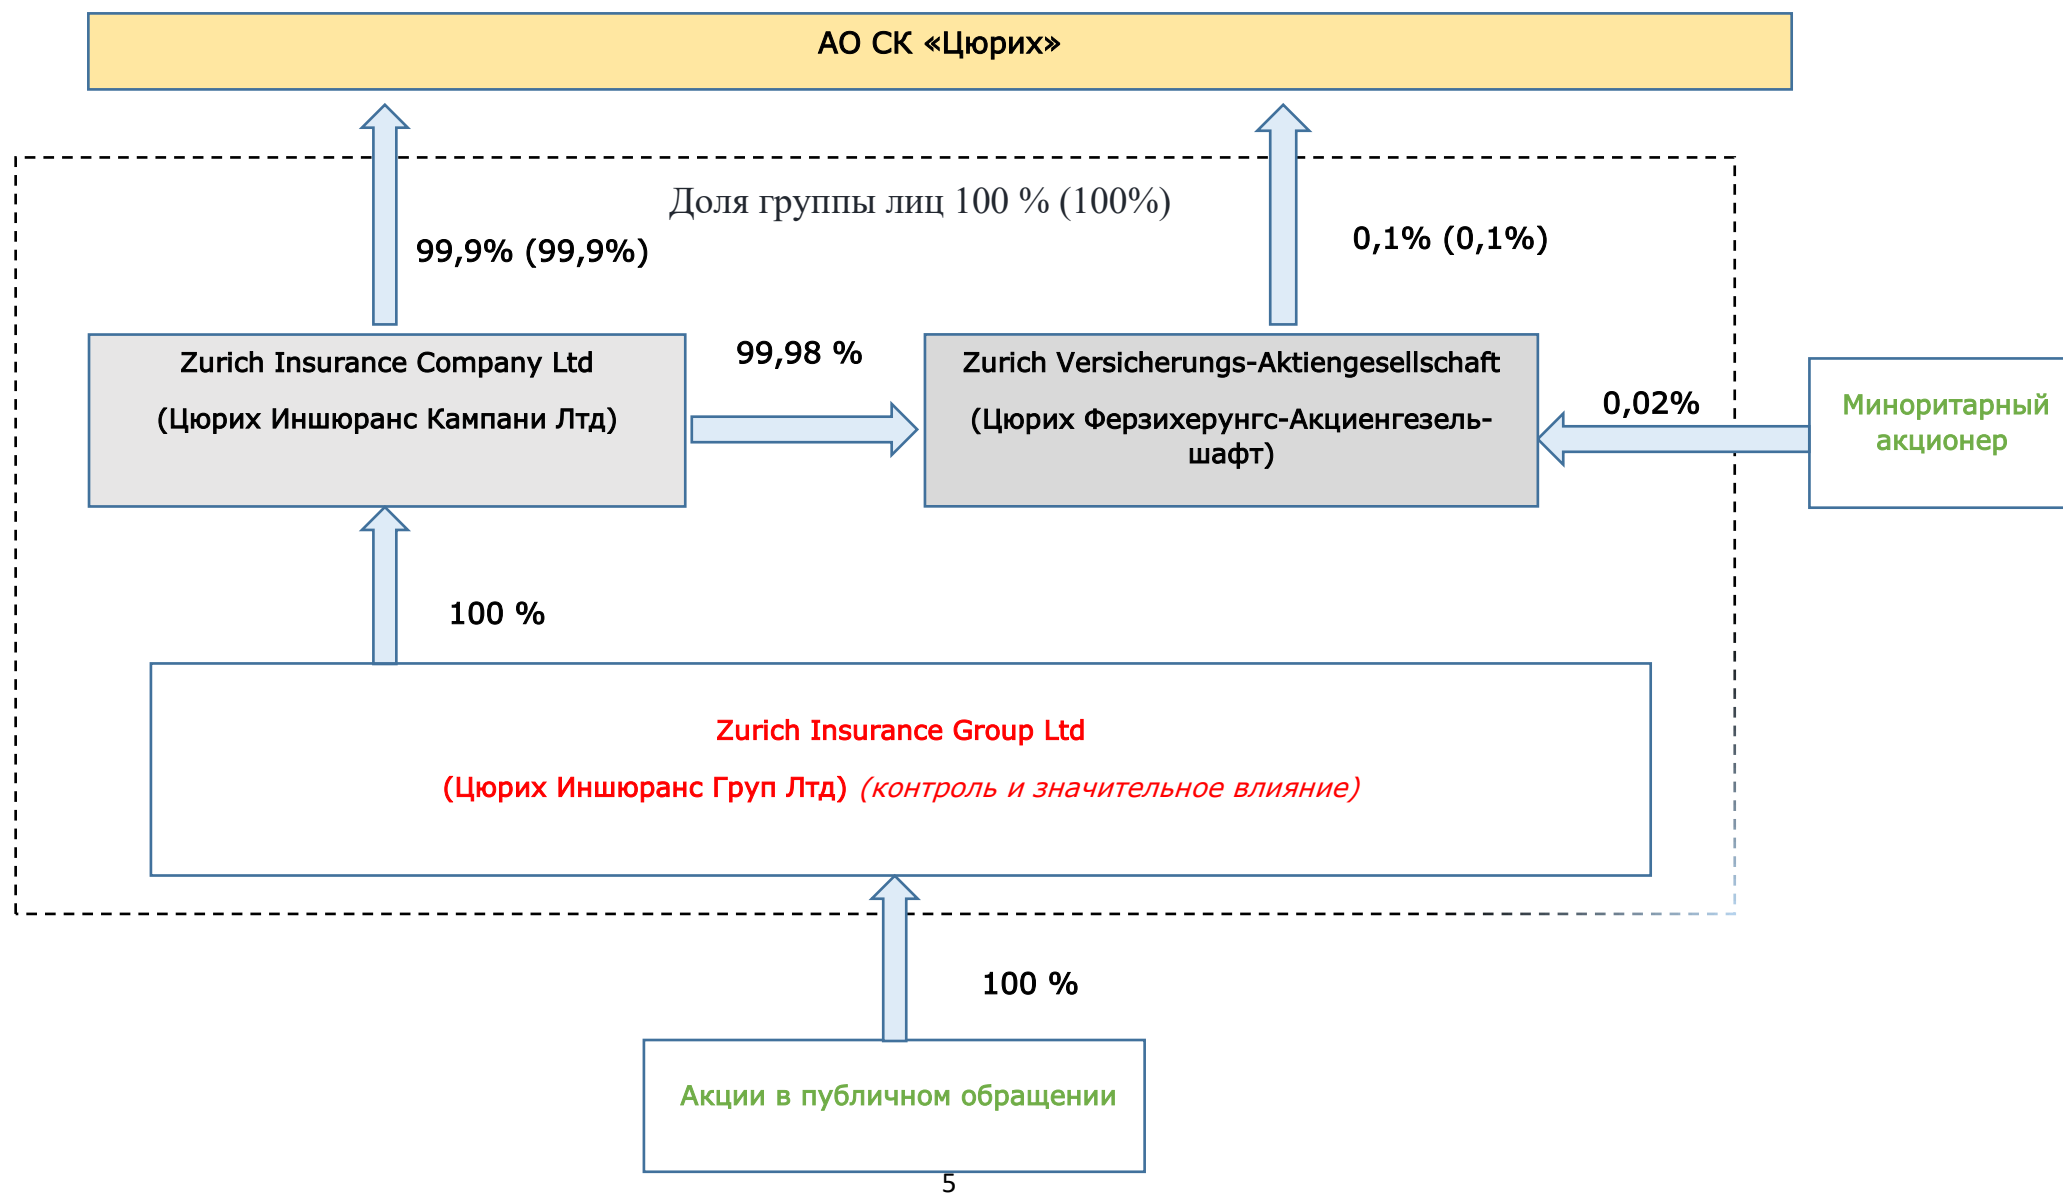 АО СК «Цюрих»
Доля группы лиц 100 % (100%)
99,9% (99,9%)
0,1% (0,1%)
Zurich Insurance Company Ltd
(Цюрих Иншюранс Кампани Лтд)
99,98 %
Zurich Versicherungs-Aktiengesellschaft
(Цюрих Ферзихерунгс-Акциенгезель-
шафт)
0,02%
Миноритарный
акционер
100 %
Zurich Insurance Group Ltd
(Цюрих Иншюранс Груп Лтд) (контроль и значительное влияние)
100 %
Акции в публичном обращении
5